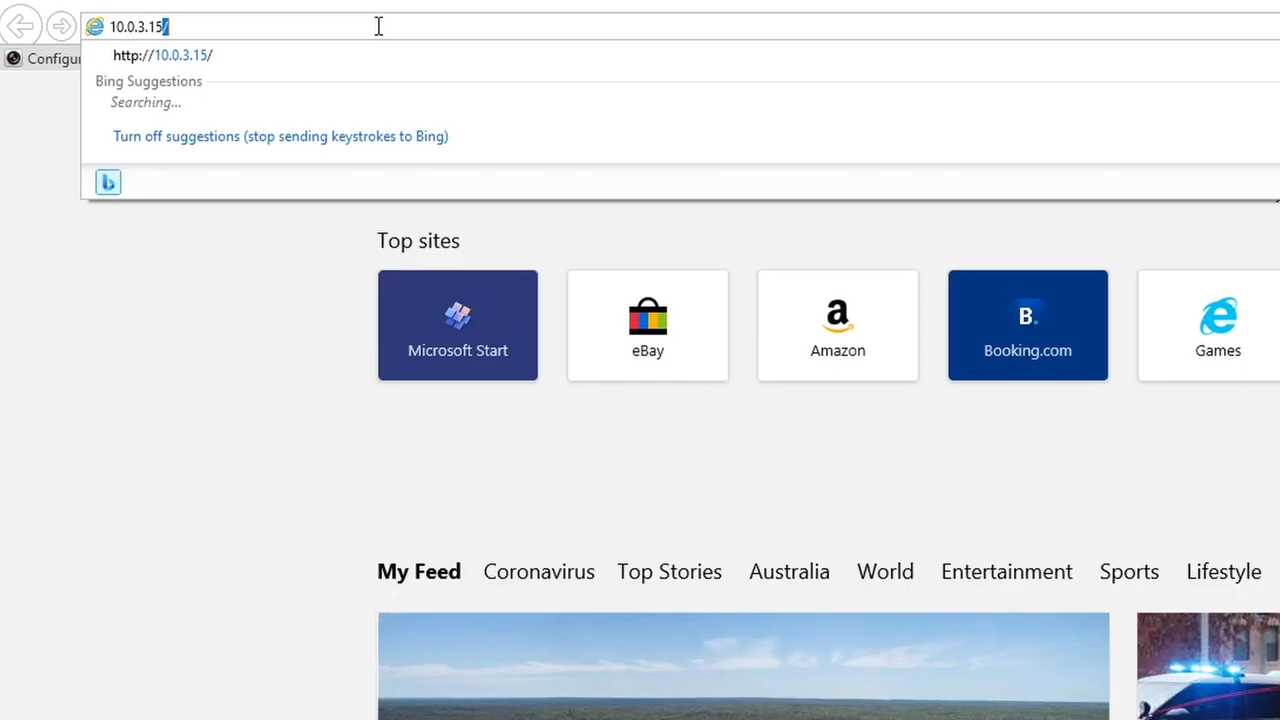 10.0.3.15/
http://10.0.3.15/
Configu
Bing Suggestions
Searching...
Turn off suggestions (stop sending keystrokes to Bing)
Top sites
Microsoft Start
eBay
a
Amazon
B.
Booking.com
Games
My Feed Coronavirus Top Stories Australia World Entertainment Sports Lifestyle